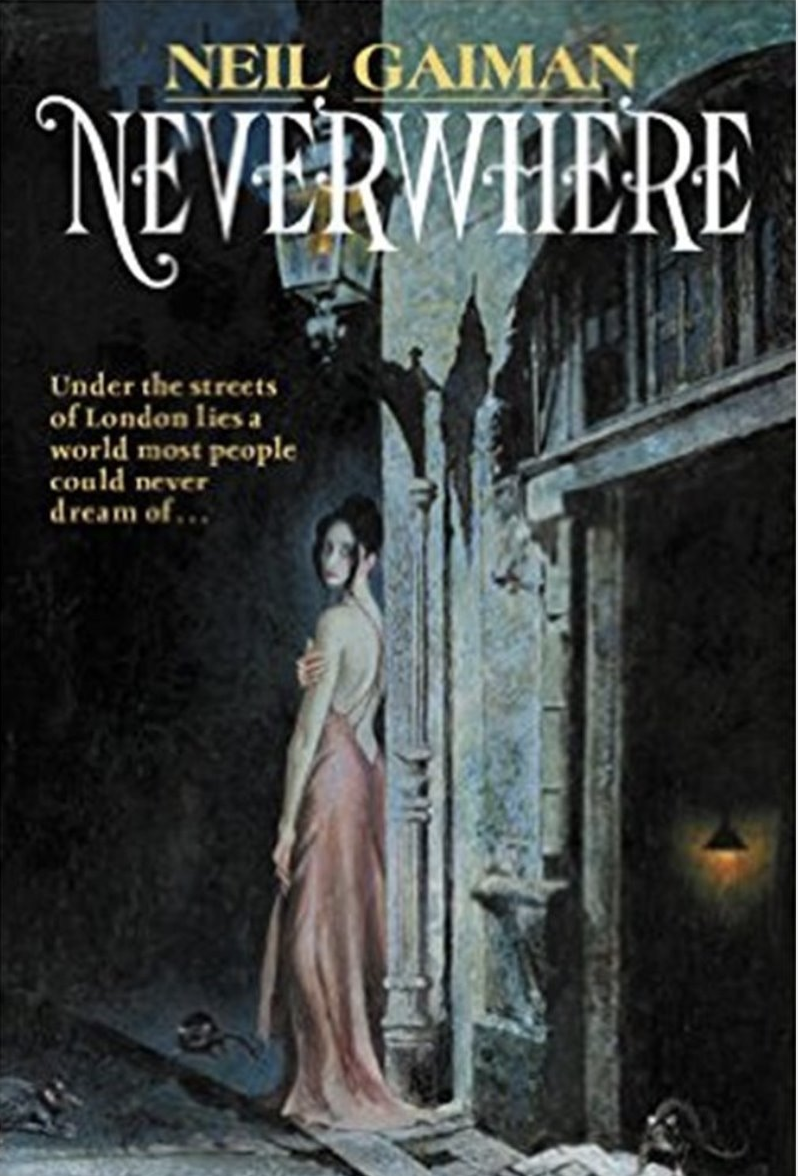 NEIL GAIMAN
NEVERWHERE
Under the streets
of London lies a
world most people
could never
dream of...